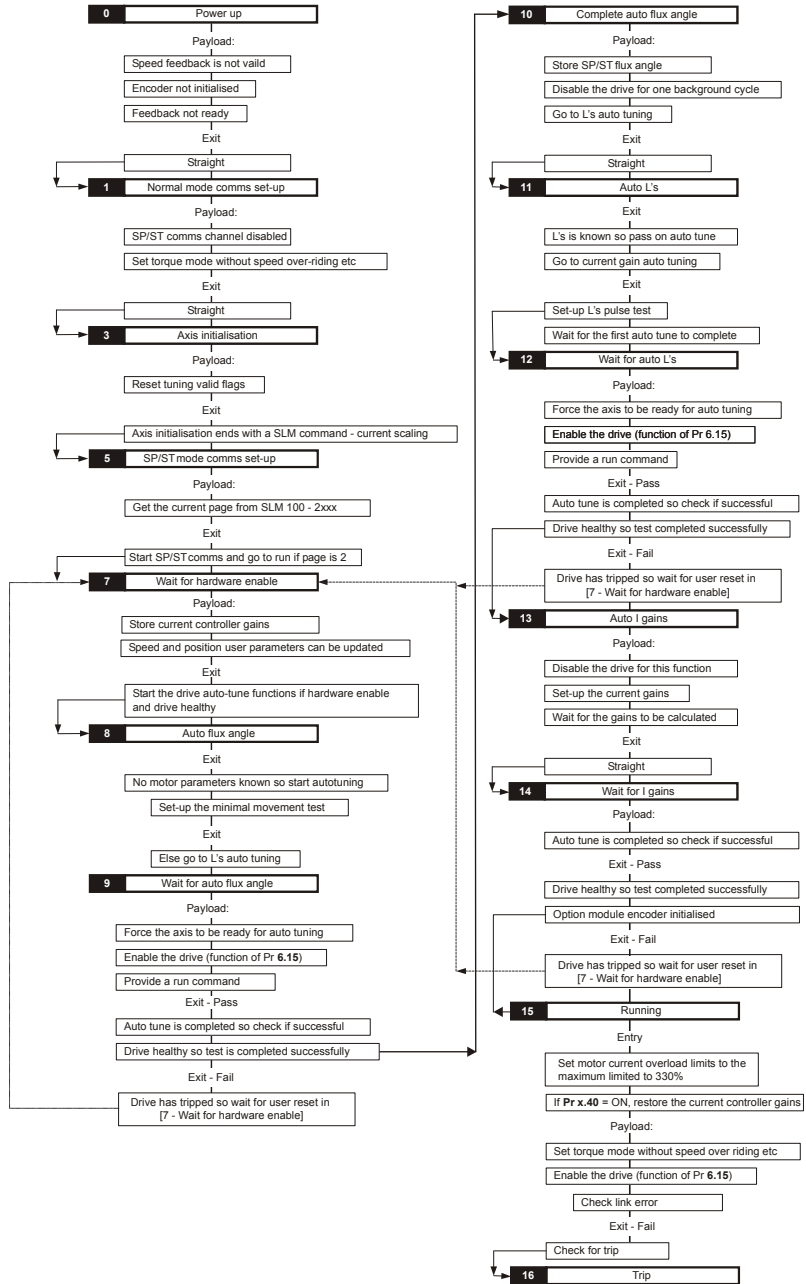 0 Power up
Payload:
Speed feedback is not vaild
Encoder not initialised
Feedback not ready
Exit
Straight
1 Normal mode comms set-up
Payload:
SP/ST comms channel disabled
Set torque mode without speed over-riding etc
Exit
Straight
3 Axis initialisation
Payload:
Reset tuning valid flags
Exit
Axis initialisation ends with a SLM command - current scaling
5 SP/ST mode comms set-up
Payload:
Get the current page from SLM 100 - 2xxx
Exit
Start SP/ST comms and go to run if page is 2
7 Wait for hardware enable
Payload:
Store current controller gains
Speed and position user parameters can be updated
Exit
Start the drive auto-tune functions if hardware enable
and drive healthy
8 Auto flux angle
Exit
No motor parameters known so start autotuning
Set-up the minimal movement test
Exit
Else go to L's auto tuning
9 Wait for auto flux angle
Payload:
Force the axis to be ready for auto tuning
Enable the drive (function of Pr 6.15)
Provide a run command
Exit - Pass
Auto tune is completed so check if successful
Drive healthy so test is completed successfully
Exit - Fail
Drive has tripped so wait for user reset in
[7 - Wait for hardware enable]
10 Complete auto flux angle
Payload:
Store SP/ST flux angle
Disable the drive for one background cycle
Go to L's auto tuning
Exit
Straight
11 Auto L's
Exit
L's is known so pass on auto tune
Go to current gain auto tuning
Exit
Set-up L's pulse test
Wait for the first auto tune to complete
12 Wait for auto L's
Payload:
Force the axis to be ready for auto tuning
Enable the drive (function of Pr 6.15)
Provide a run command
Exit - Pass
Auto tune is completed so check if successful
Drive healthy so test completed successfully
Exit - Fail
Drive has tripped so wait for user reset in
[7 - Wait for hardware enable]
13 Auto I gains
Payload:
Disable the drive for this function
Set-up the current gains
Wait for the gains to be calculated
Exit
Straight
14 Wait for I gains
Payload:
Auto tune is completed so check if successful
Exit - Pass
Drive healthy so test completed successfully
Option module encoder initialised
Exit - Fail
Drive has tripped so wait for user reset in
[7 - Wait for hardware enable]
15 Running
Entry
Set motor current overload limits to the
maximum limited to 330%
If Pr x.40 = ON, restore the current controller gains
Payload:
Set torque mode without speed over riding etc
Enable the drive (function of Pr 6.15)
Check link error
Exit - Fail
Check for trip
16 Trip